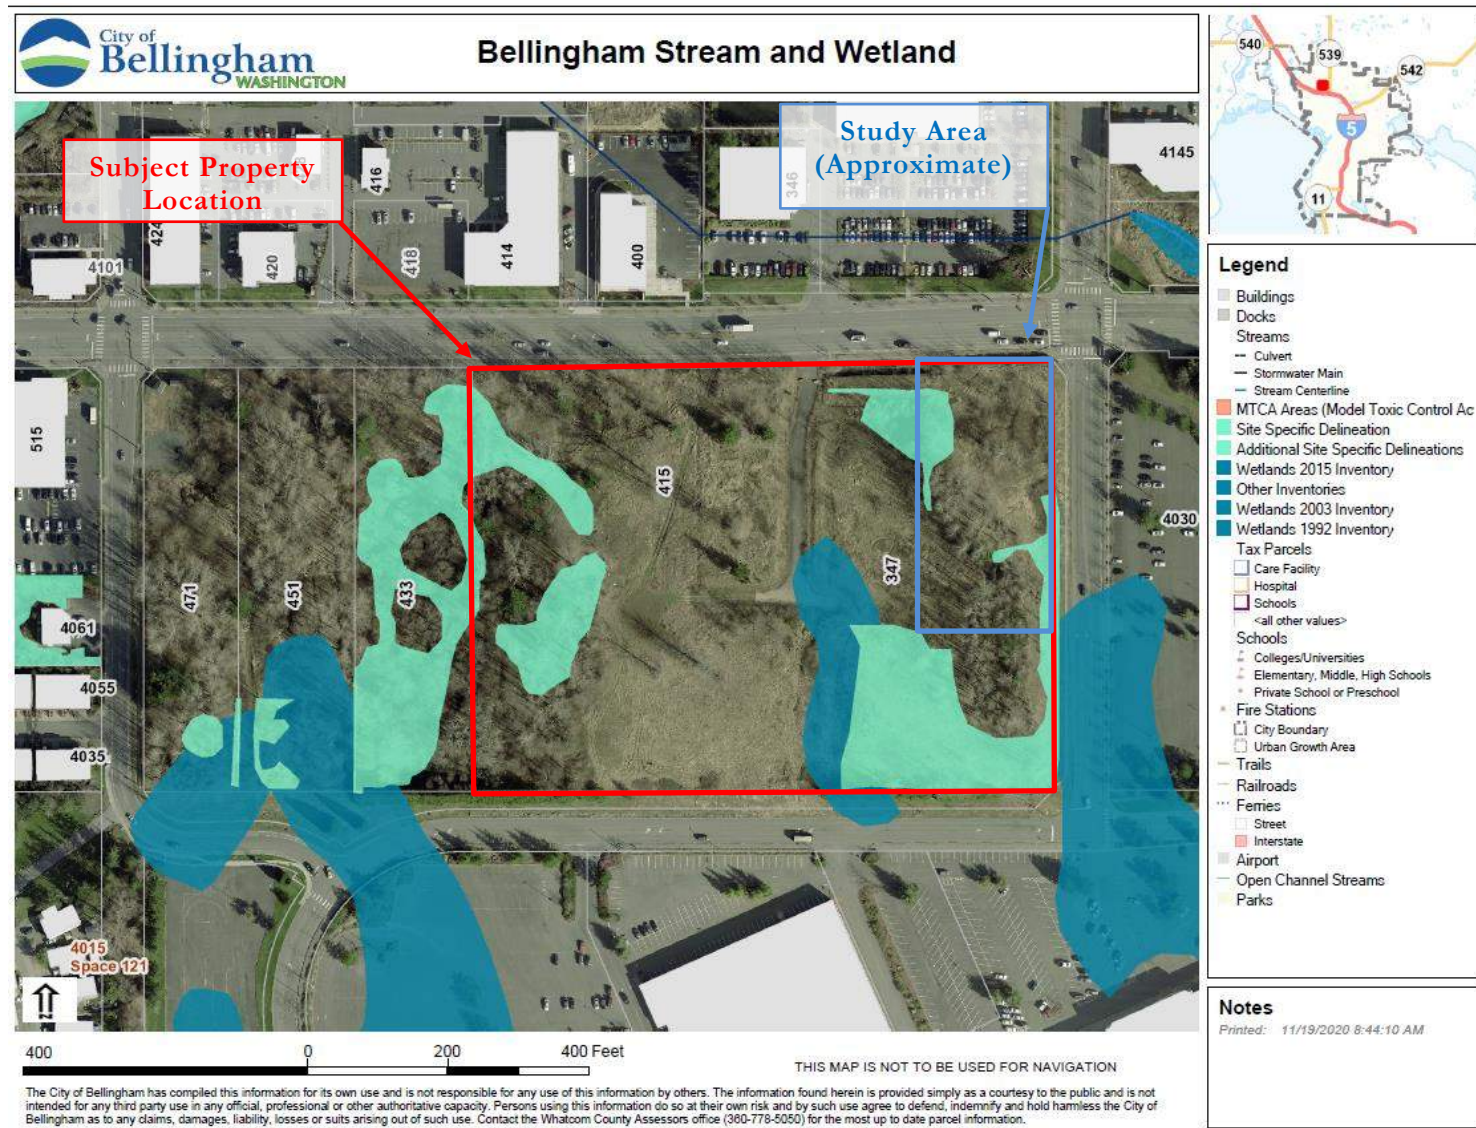 City of
Bellingham
WASHINGTON
Bellingham Stream and Wetland
540
539
542
5
11
Subject Property
Location
Study Area
(Approximate)
4145
416
346
424
420
418
414
400
4101
515
415
4030
347
471
451
433
4061
4055
4035
4015
Space 121
Legend
Buildings
Docks
Streams
Culvert
Stormwater Main
Stream Centerline
MTCA Areas (Model Toxic Control Ac
Site Specific Delineation
Additional Site Specific Delineations
Wetlands 2015 Inventory
Other Inventories
Wetlands 2003 Inventory
Wetlands 1992 Inventory
Tax Parcels
Care Facility
Hospital
Schools
<all other values>
Schools
Colleges/Universities
Elementary, Middle, High Schools
Private School or Preschool
Fire Stations
City Boundary
Urban Growth Area
Trails
Railroads
Ferries
Street
Interstate
Airport
Open Channel Streams
Parks
Notes
Printed: 11/19/2020 8:44:10 AM
400 0 200 400 Feet
THIS MAP IS NOT TO BE USED FOR NAVIGATION
The City of Bellingham has compiled this information for its own use and is not responsible for any use of this information by others. The information found herein is provided simply as a courtesy to the public and is not
intended for any third party use in any official, professional or other authoritative capacity. Persons using this information do so at their own risk and by such use agree to defend, indemnify and hold harmless the City of
Bellingham as to any claims, damages, liability, losses or suits arising out of such use. Contact the Whatcom County Assessors office (360-778-5050) for the most up to date parcel information.